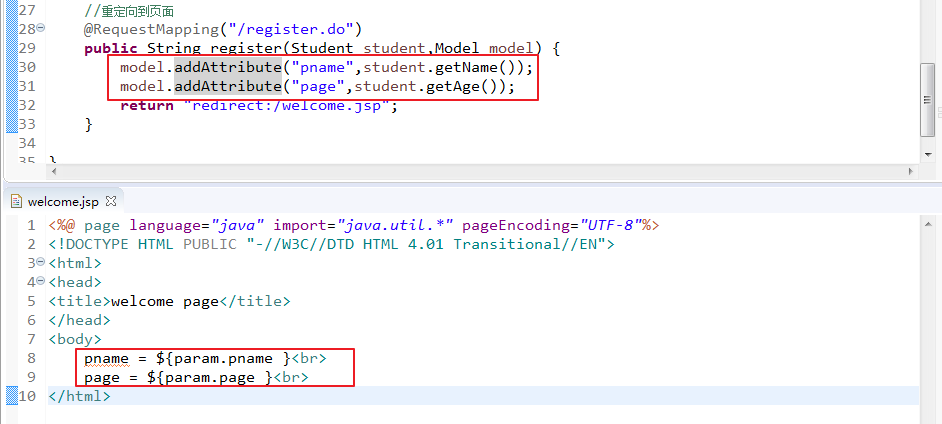 27 //重定向到页面
28 @RequestMapping("/register.do")
29 public String register(Student student,Model model) {
30 model.addAttribute("pname",student.getName());
31 model.addAttribute("page",student.getAge());
32 return "redirect:/welcome.jsp";
33 }
34
35 }
welcome.jsp
1 <%@ page language="java" import="java.util.*" pageEncoding="UTF-8"%>
2 <!DOCTYPE HTML PUBLIC "-//W3C//DTD HTML 4.01 Transitional//EN">
3 <html>
4 <head>
5 <title>welcome page</title>
6 </head>
7 <body>
8 pname = ${param.pname }<br>
9 page = ${param.page }<br>
10 </html>